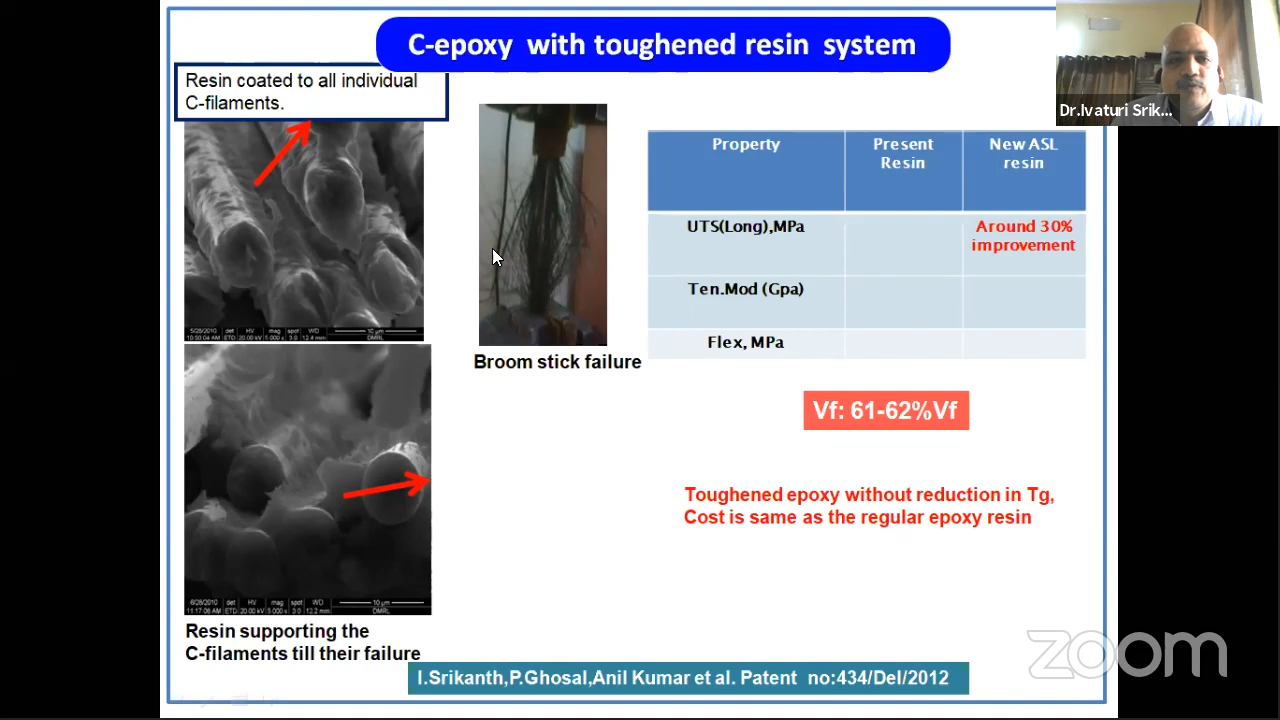 C-epoxy with toughened resin system
Resin coated to all individual
C-filaments.
Dr.Ivaturi Srik...
Property
Present
Resin
New ASL
resin
UTS(Long),MPa
Around 30%
improvement
Ten.Mod (Gpa)
Flex, MPa
Broom stick failure
Vf: 61-62%Vf
Toughened epoxy without reduction in Tg,
Cost is same as the regular epoxy resin
Resin supporting the
C-filaments till their failure
I.Srikanth,P.Ghosal,Anil Kumar et al. Patent no:434/Del/2012
zoom